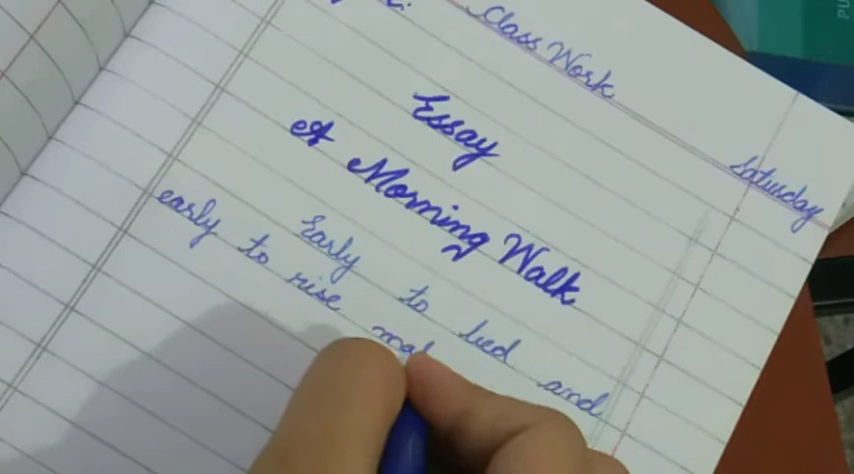 Class Work
Saturday
Essay
A Morning Walk
Early to bed and
early to rise